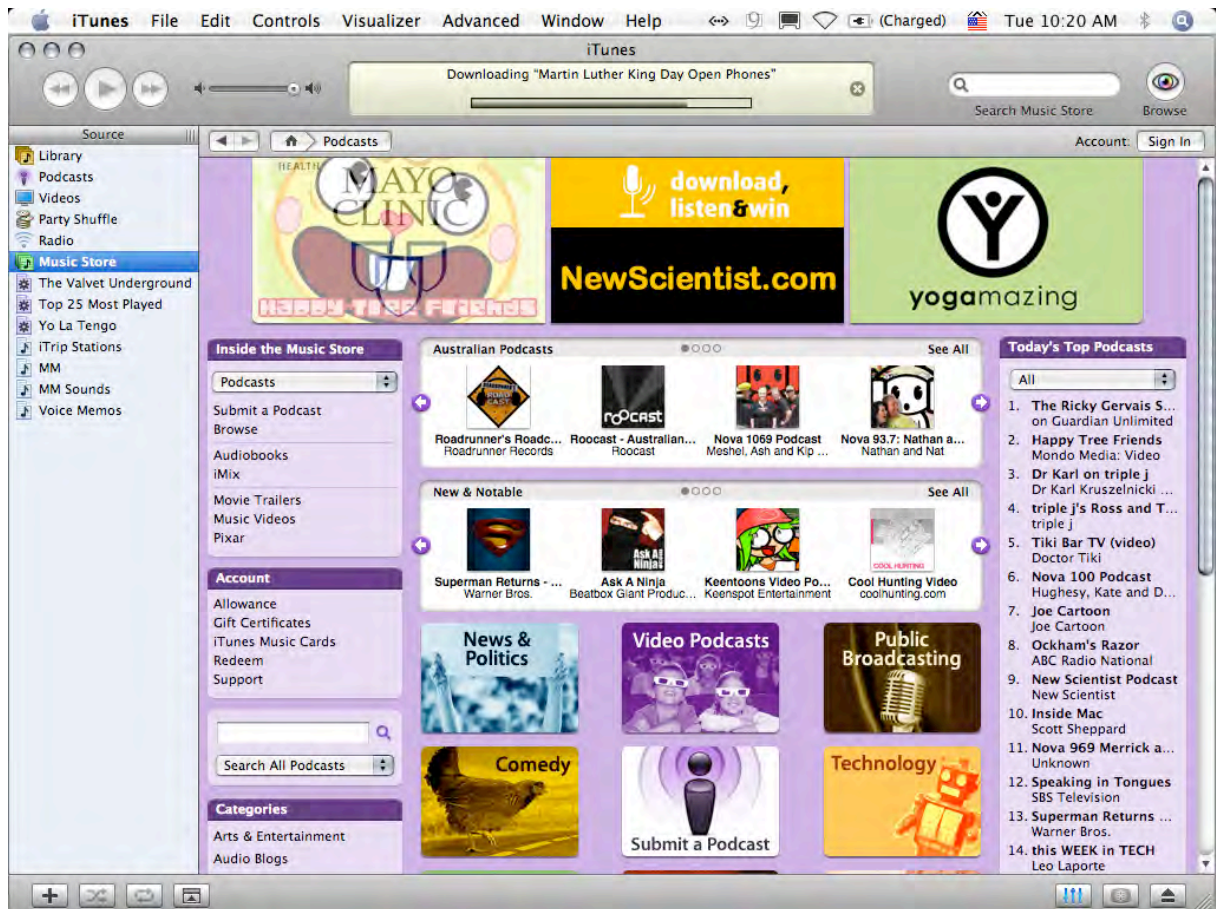 iTunes File Edit Controls Visualizer Advanced Window Help (Charged) Tue 10:20 AM
iTunes
Downloading "Martin Luther King Day Open Phones"
Search Music Store
Browse
Source
Library
Podcasts
Videos
Party Shuffle
Radio
Music Store
The Valvet Underground
Top 25 Most Played
Yo La Tengo
iTrip Stations
MM
MM Sounds
Voice Memos
Podcasts
Account: Sign In
HEALTH
MAYO
CLINIC
HAPPY TREE FRIENDS
download,
listen&win
NewScientist.com
Y
yogamazing
Inside the Music Store
Podcasts
Submit a Podcast
Browse
Audiobooks
iMix
Movie Trailers
Music Videos
Pixar
Account
Allowance
Gift Certificates
iTunes Music Cards
Redeem
Support
Search All Podcasts
Categories
Arts & Entertainment
Audio Blogs
Australian Podcasts See All
ROADRUNNER
ROAD
CAST
roocast
Roadrunner's Roadc... Roocast - Australian... Nova 1069 Podcast Nova 93.7: Nathan a...
Roadrunner Records Roocast Meshel, Ash and Kip ... Nathan and Nat
New & Notable See All
Ask A
Ninja
COOL HUNTING
Superman Returns - ... Ask A Ninja Keentoons Video Po... Cool Hunting Video
Warner Bros. Beatbox Giant Produc... Keenspot Entertainment coolhunting.com
News &
Politics
Video Podcasts
Public
Broadcasting
Comedy
Submit a Podcast
Technology
Today's Top Podcasts
All
1. The Ricky Gervais S...
on Guardian Unlimited
2. Happy Tree Friends
Mondo Media: Video
3. Dr Karl on triple j
Dr Karl Kruszelnicki ...
4. triple j's Ross and T...
triple j
5. Tiki Bar TV (video)
Doctor Tiki
6. Nova 100 Podcast
Hughesy, Kate and D...
7. Joe Cartoon
Joe Cartoon
8. Ockham's Razor
ABC Radio National
9. New Scientist Podcast
New Scientist
10. Inside Mac
Scott Sheppard
11. Nova 969 Merrick a...
Unknown
12. Speaking in Tongues
SBS Television
13. Superman Returns ...
Warner Bros.
14. this WEEK in TECH
Leo Laporte